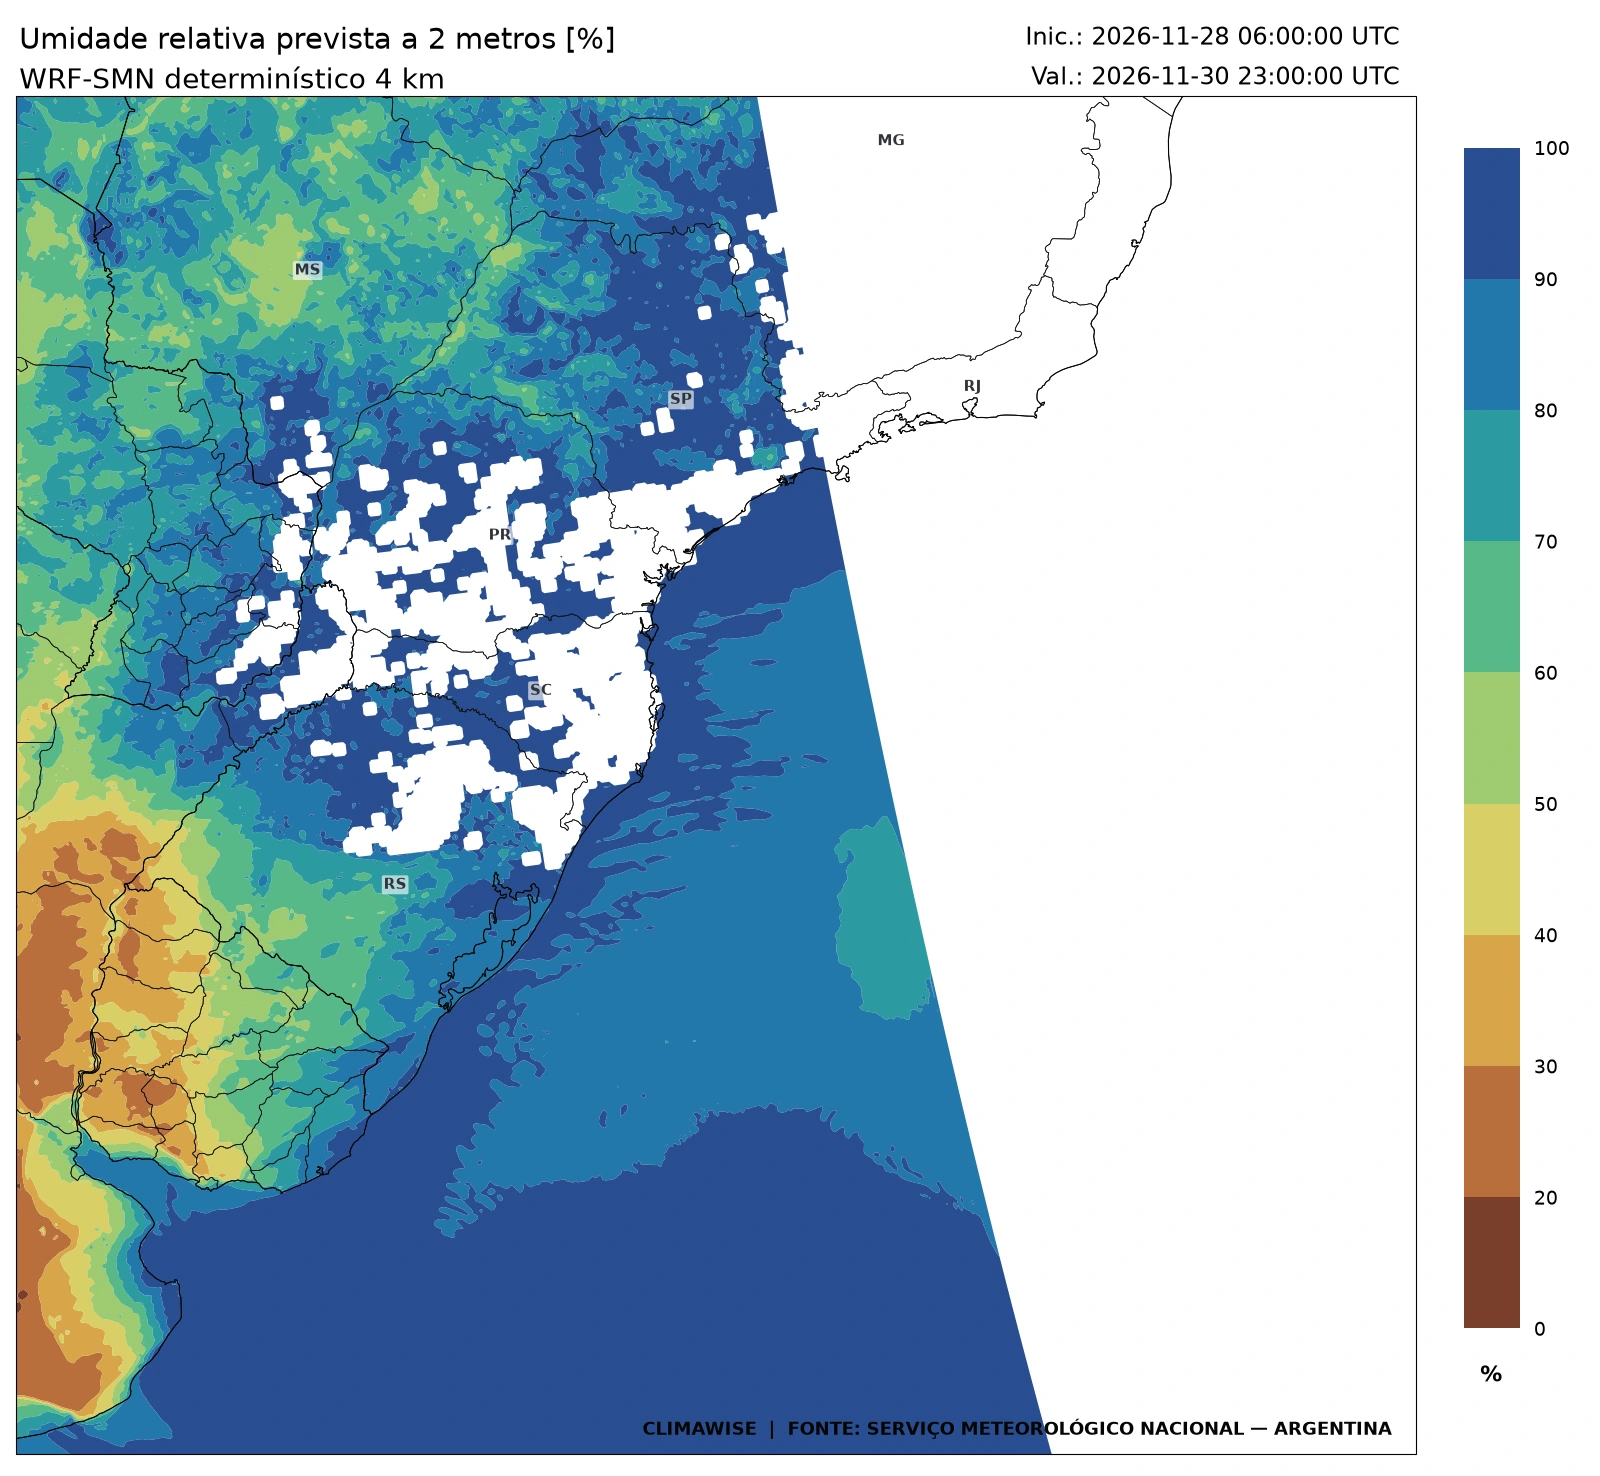 Umidade relativa prevista a 2 metros [%]
WRF-SMN determinístico 4 km
Inic.: 2026-11-28 06:00:00 UTC
Val.: 2026-11-30 23:00:00 UTC
MG
MS
RJ
SP
PR
SC
RS
100
90
80
70
60
50
40
30
20
0
%
CLIMAWISE | FONTE: SERVIÇO METEOROLÓGICO NACIONAL — ARGENTINA